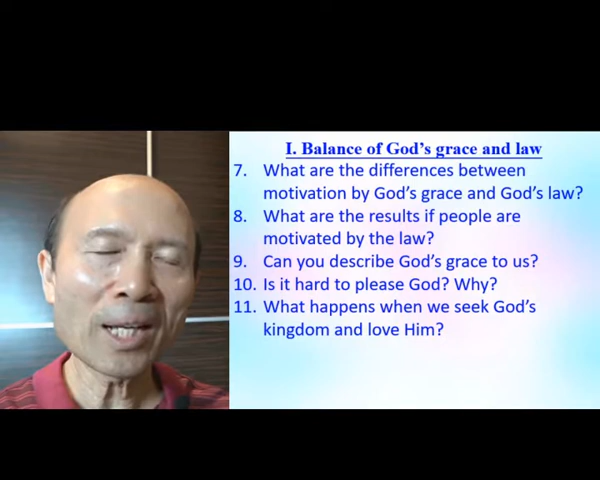 I. Balance of God's grace and law
7. What are the differences between
motivation by God's grace and God's law?
8. What are the results if people are
motivated by the law?
9. Can you describe God's grace to us?
10. Is it hard to please God? Why?
11. What happens when we seek God's
kingdom and love Him?